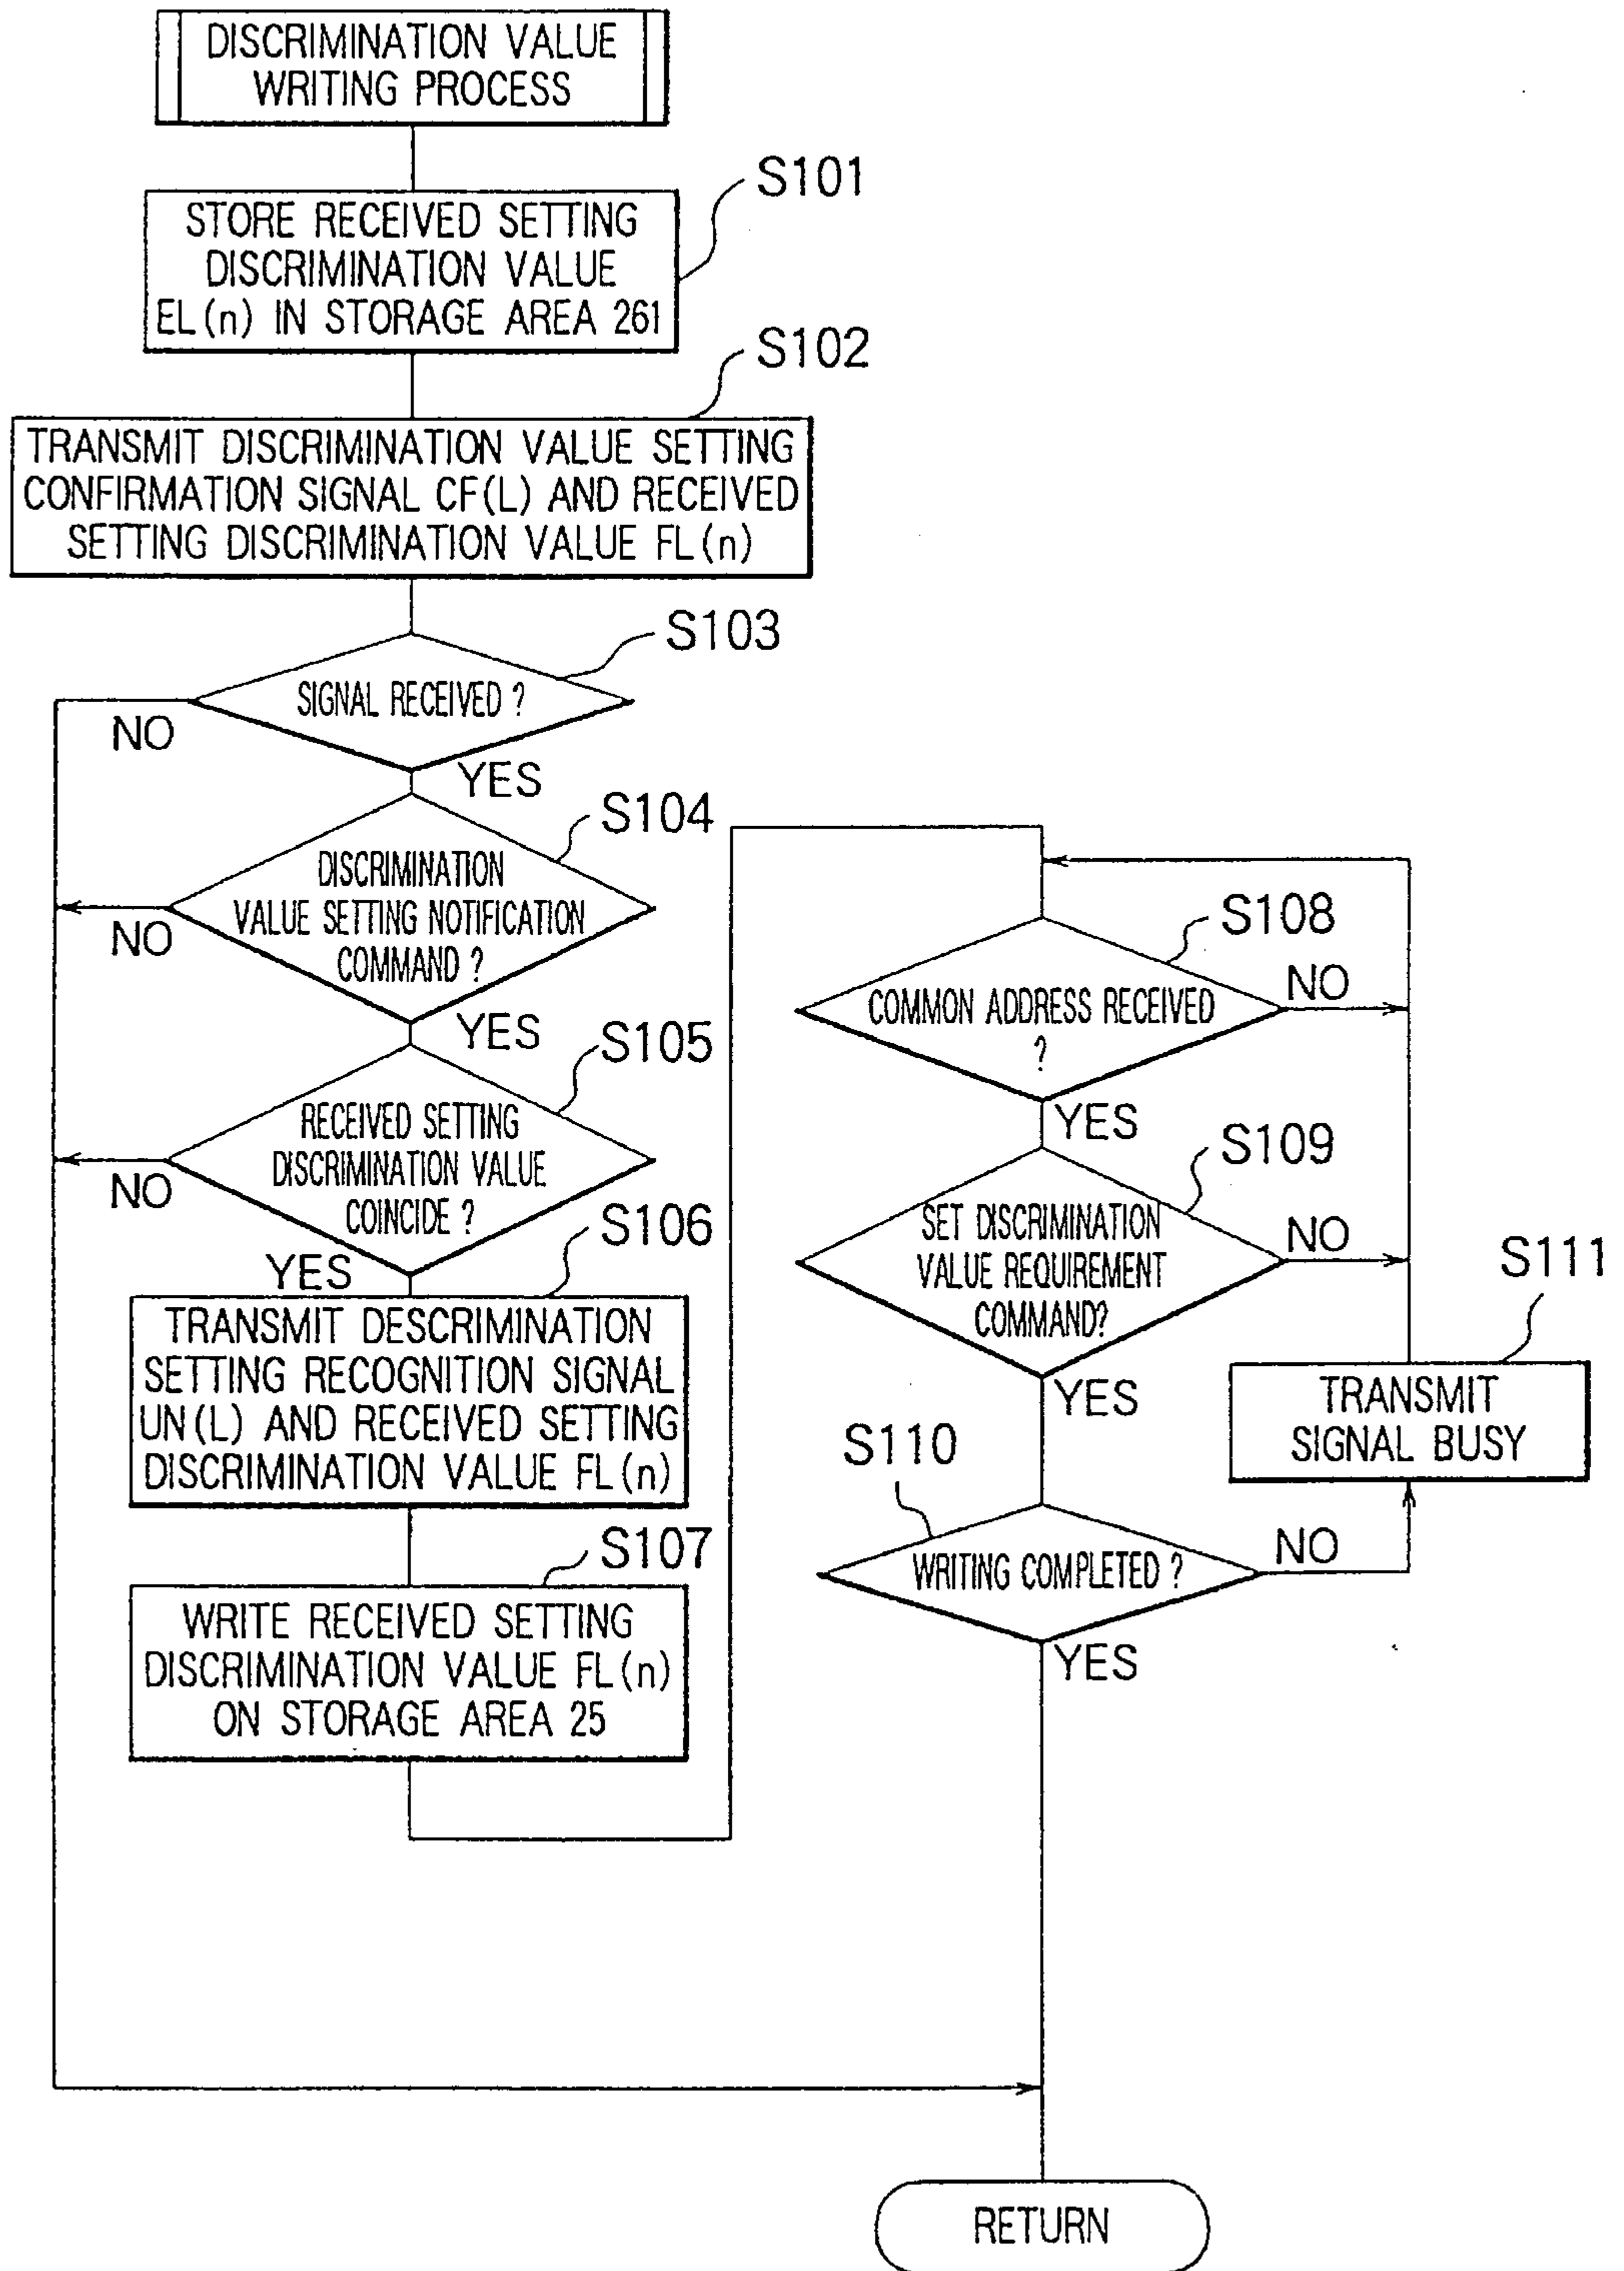 DISCRIMINATION VALUE
WRITING PROCESS
S101
STORE RECEIVED SETTING
DISCRIMINATION VALUE
EL(n) IN STORAGE AREA 261
S102
TRANSMIT DISCRIMINATION VALUE SETTING
CONFIRMATION SIGNAL CF(L) AND RECEIVED
SETTING DISCRIMINATION VALUE FL(n)
S103
SIGNAL RECEIVED ?
NO
YES
S104
DISCRIMINATION
VALUE SETTING NOTIFICATION
COMMAND ?
NO
YES
S105
RECEIVED SETTING
DISCRIMINATION VALUE
COINCIDE ?
NO
YES
S106
TRANSMIT DESCRIMINATION
SETTING RECOGNITION SIGNAL
UN(L) AND RECEIVED SETTING
DISCRIMINATION VALUE FL(n)
S107
WRITE RECEIVED SETTING
DISCRIMINATION VALUE FL(n)
ON STORAGE AREA 25
S108
COMMON ADDRESS RECEIVED
?
NO
YES
S109
SET DISCRIMINATION
VALUE REQUIREMENT
COMMAND?
NO
YES
S111
TRANSMIT
SIGNAL BUSY
S110
WRITING COMPLETED ?
NO
YES
RETURN